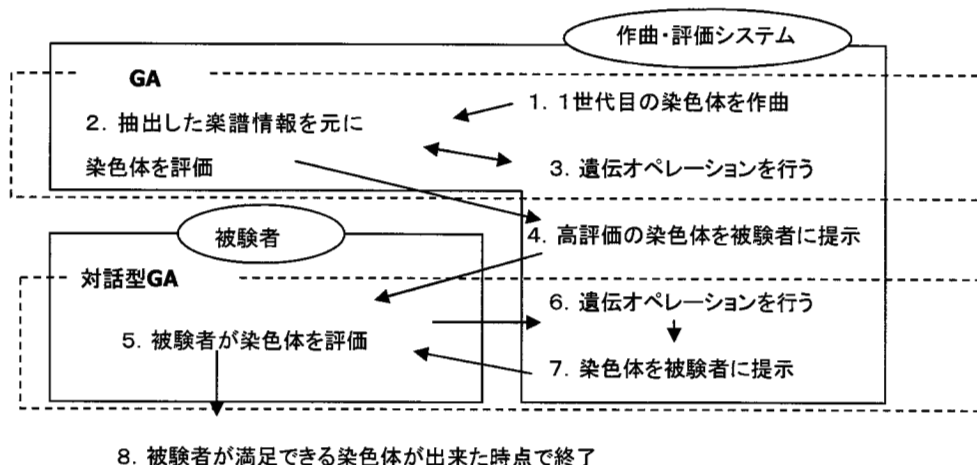 作曲・評価システム
GA
1. 1世代目の染色体を作曲
2. 抽出した楽譜情報を元に
染色体を評価
3. 遺伝オペレーションを行う
被験者
4. 高評価の染色体を被験者に提示
対話型GA
6. 遺伝オペレーションを行う
5. 被験者が染色体を評価
7. 染色体を被験者に提示
8. 被験者が満足できる染色体が出来た時点で終了